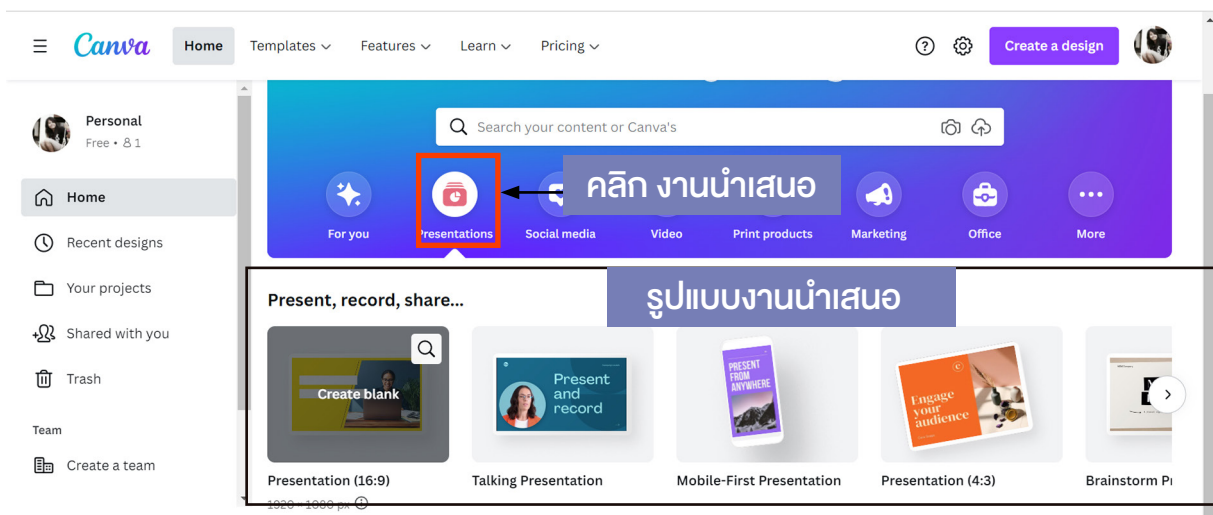 Canva
Home
Templates
Features
Learn
Pricing
Create a design
Personal
Free • 1
Search your content or Canva's
คลิก งานนำเสนอ
Home
For you
Presentations
Social media
Video
Print products
Marketing
Office
More
Recent designs
Your projects
Shared with you
Trash
Team
Create a team
รูปแบบงานนำเสนอ
Present, record, share...
Create blank
Present
and
record
PRESENT
FROM
ANYWHERE
Engage
your
audience
Presentation (16:9)
1920 × 1080 px
Talking Presentation
Mobile-First Presentation
Presentation (4:3)
Brainstorm